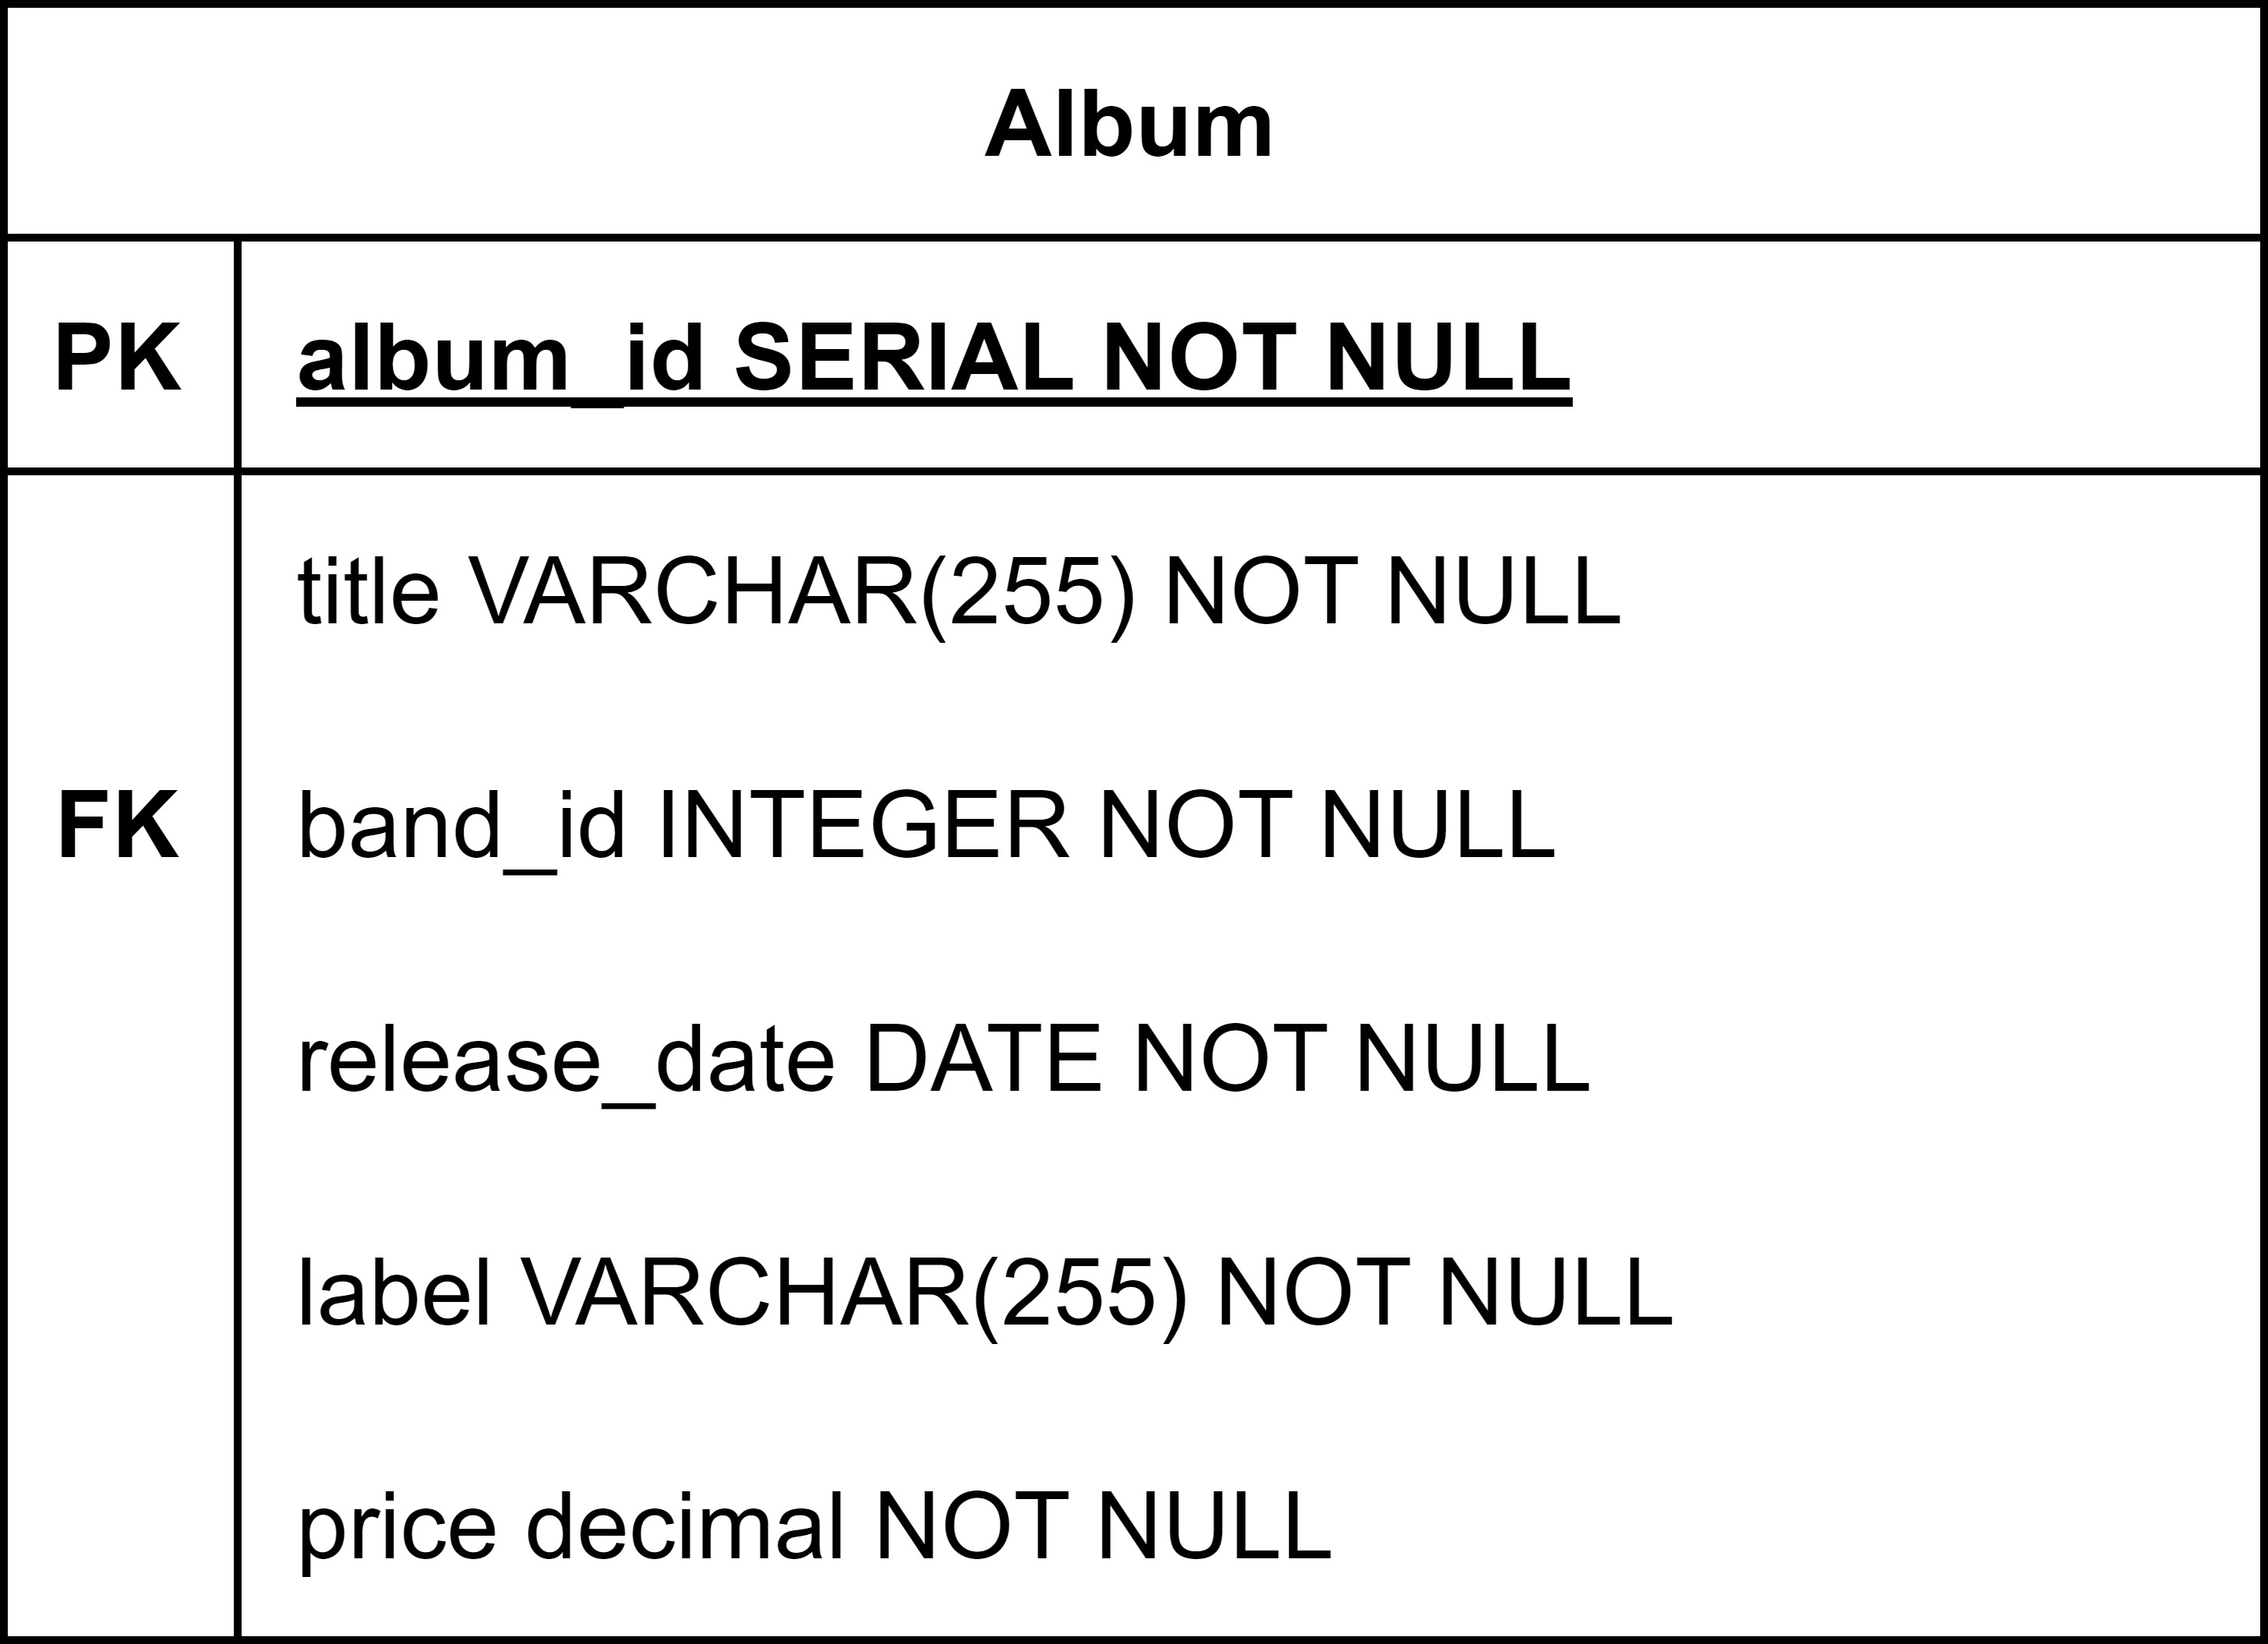 Album
PK album_id SERIAL NOT NULL
title VARCHAR(255) NOT NULL
FK band_id INTEGER NOT NULL
release_date DATE NOT NULL
label VARCHAR(255) NOT NULL
price decimal NOT NULL